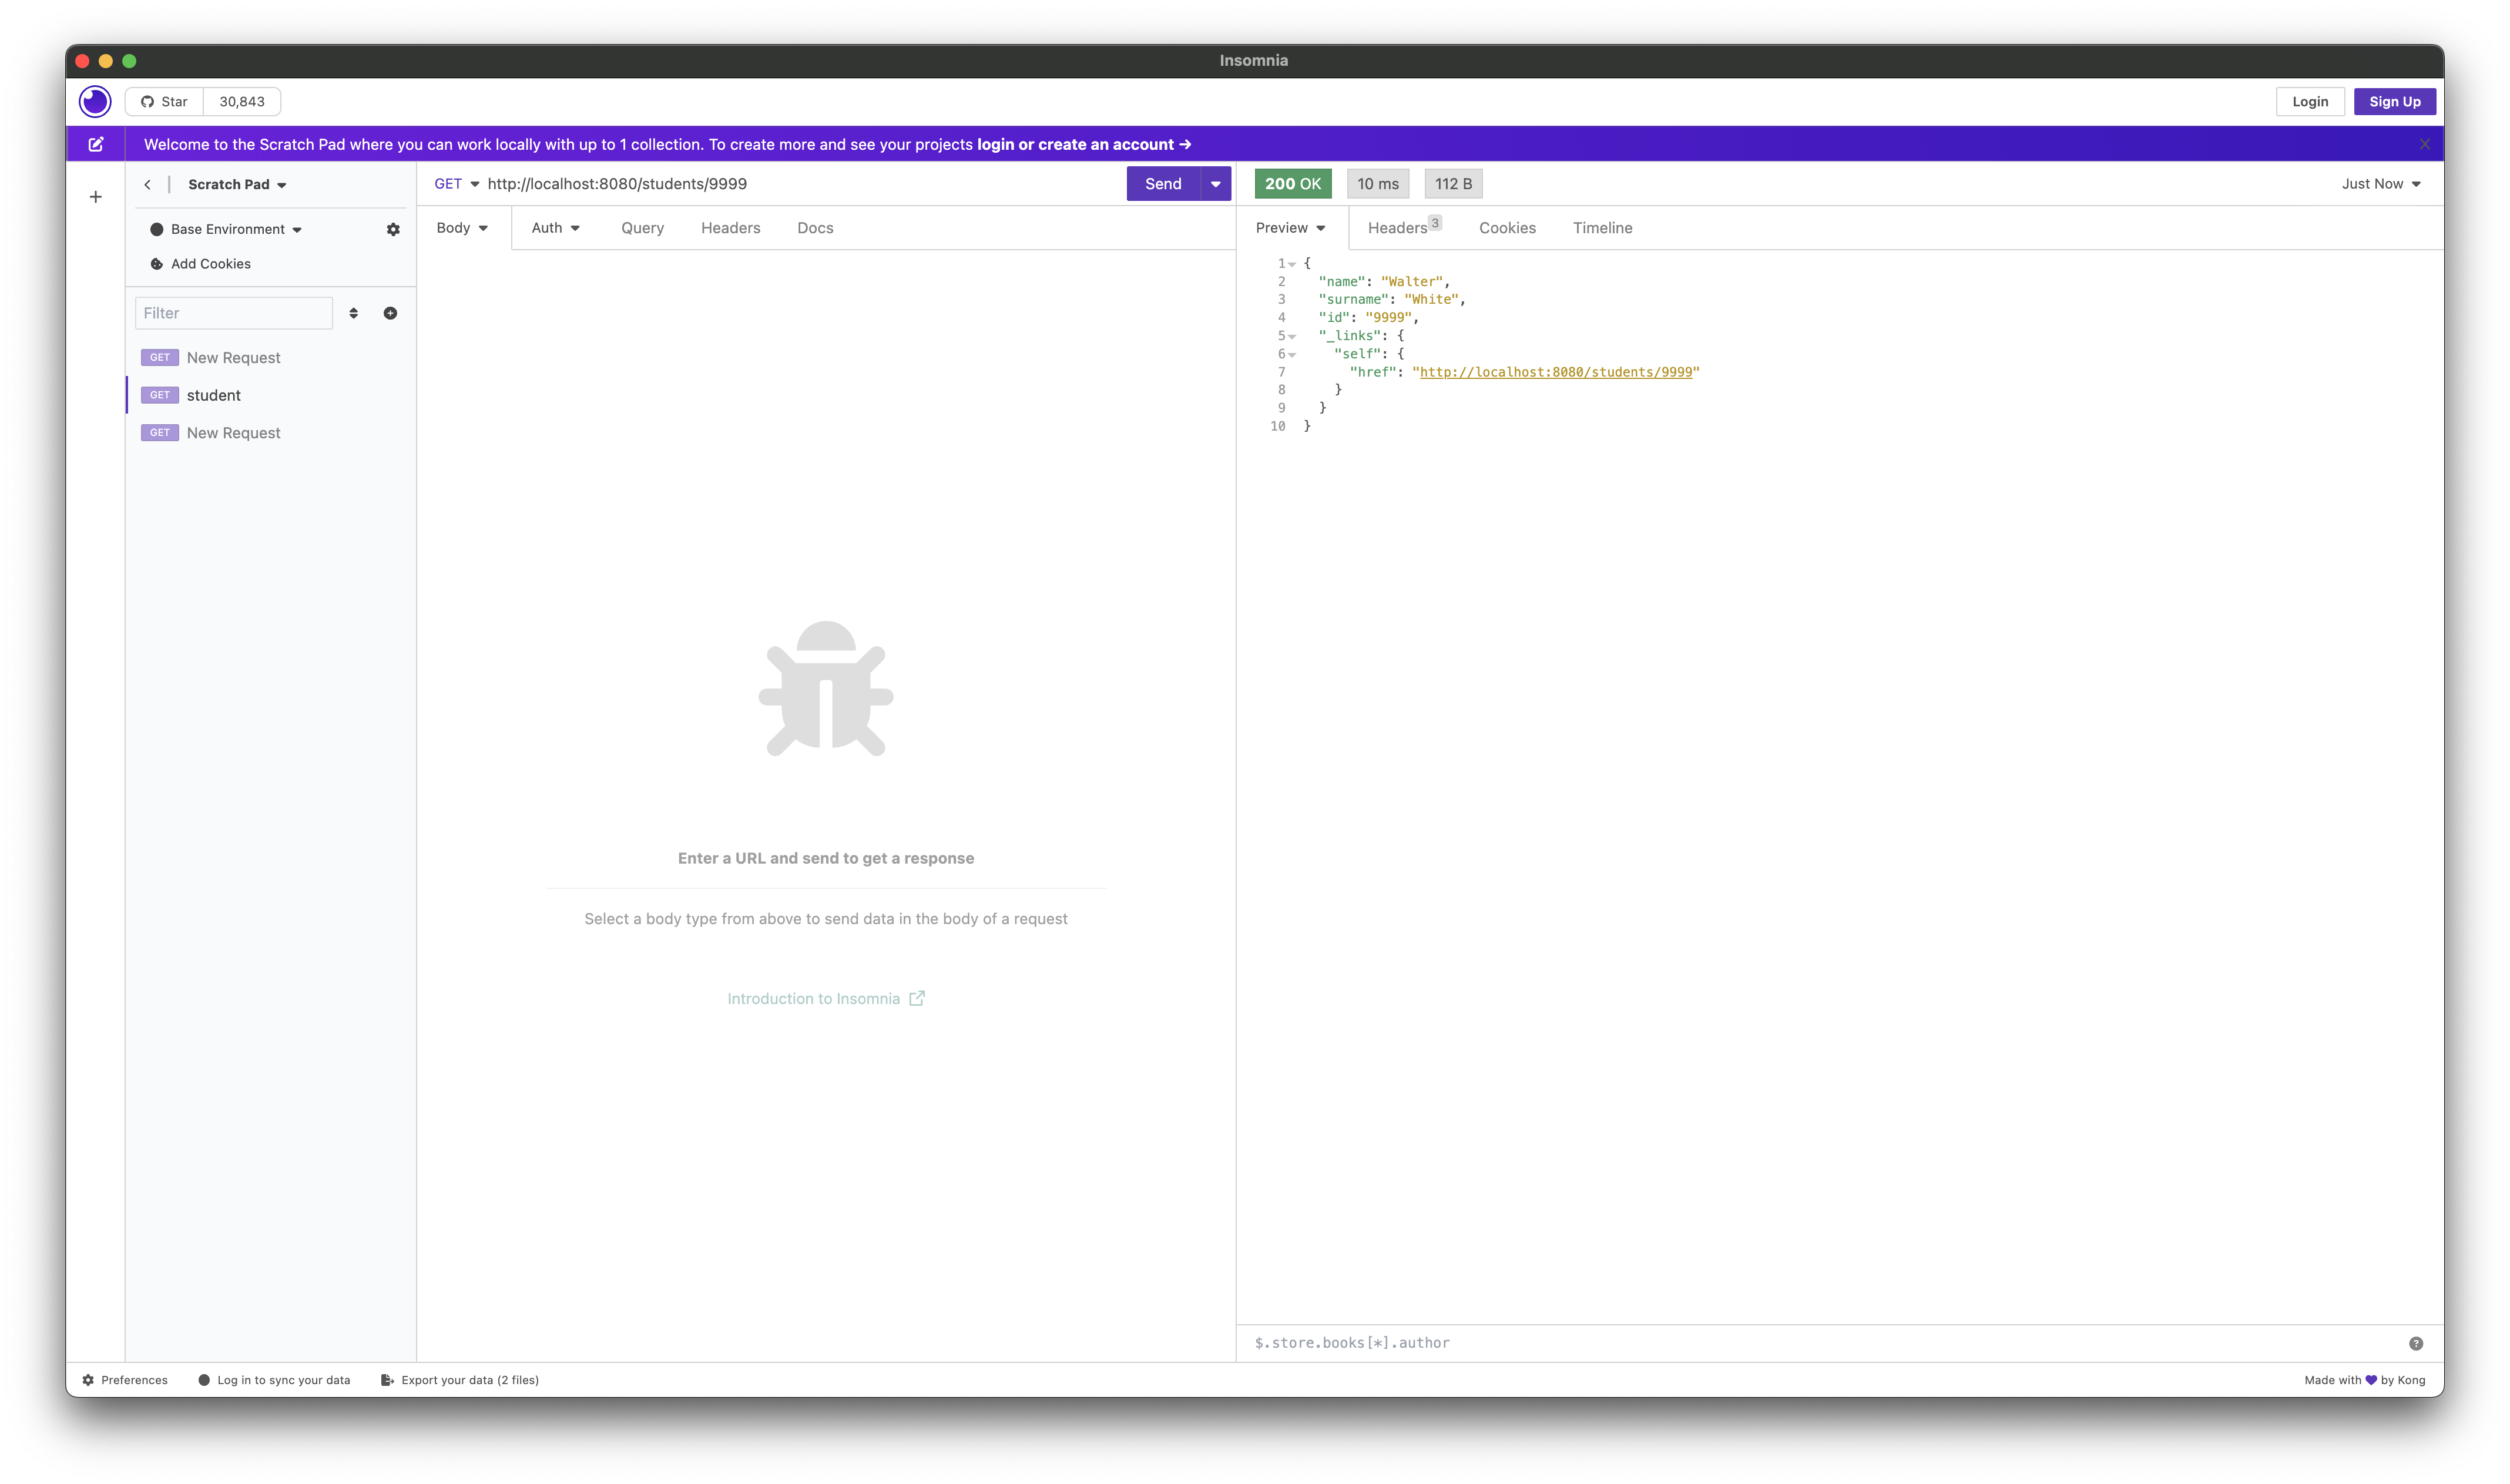 Insomnia
Star 30,843
Login Sign Up
Welcome to the Scratch Pad where you can work locally with up to 1 collection. To create more and see your projects login or create an account →
Scratch Pad
Base Environment
Add Cookies
Filter
GET New Request
GET student
GET New Request
GET http://localhost:8080/students/9999
Send
Body Auth Query Headers Docs
Enter a URL and send to get a response
Select a body type from above to send data in the body of a request
Introduction to Insomnia
200 OK 10 ms 112 B Just Now
Preview Headers 3 Cookies Timeline
1 {
2 "name": "Walter",
3 "surname": "White",
4 "id": "9999",
5 "_links": {
6 "self": {
7 "href": "http://localhost:8080/students/9999"
8 }
9 }
10 }
$.store.books[*].author
Preferences Log in to sync your data Export your data (2 files) Made with 💜 by Kong